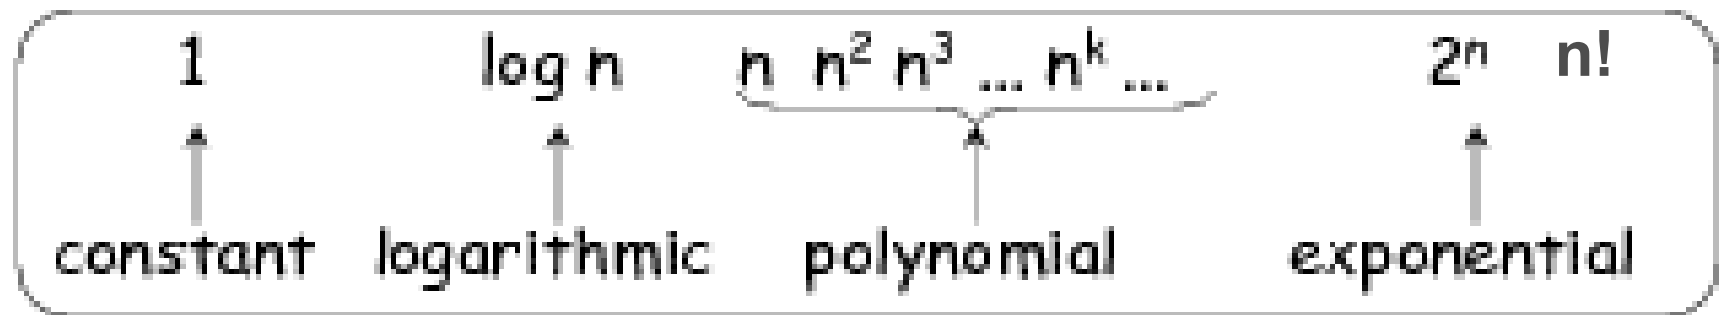 1 log n n n² n³ ... nᵏ ... 2ⁿ n!
constant logarithmic polynomial exponential